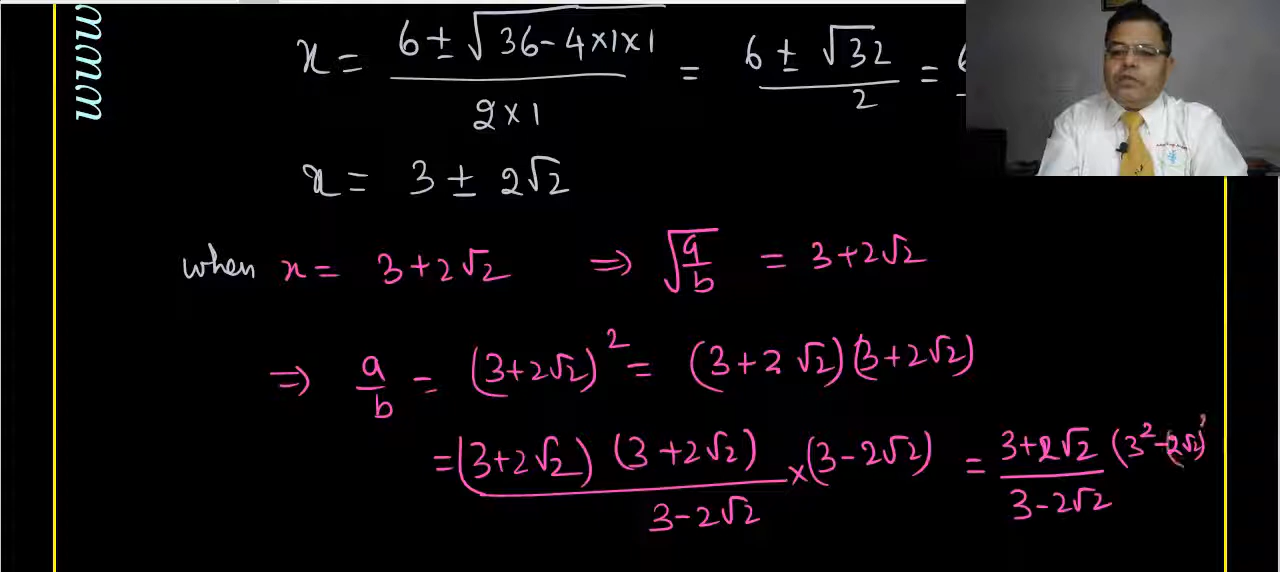 www
x = (6 ± √(36 - 4×1×1))/(2×1) = (6 ± √32)/2 = 6
x = 3 ± 2√2
when x = 3+2√2 ⇒ √(a/b) = 3+2√2
⇒ a/b = (3+2√2)² = (3+2√2)(3+2√2)
= ((3+2√2)(3+2√2))/(3-2√2) × (3-2√2) = (3+2√2)/(3-2√2) (3²-(2√2)²